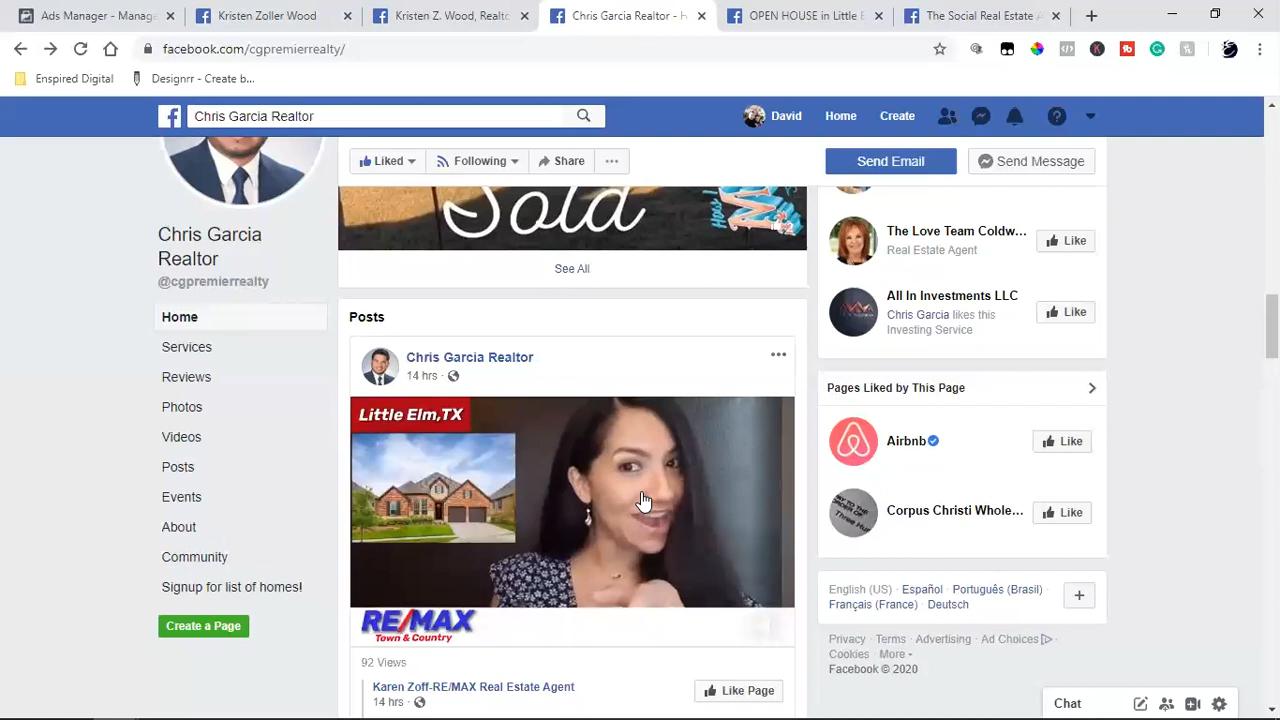 Ads Manager - Manage
Kristen Zoller Wood
Kristen Z. Wood, Realto
Chris Garcia Realtor - H
OPEN HOUSE in Little E
The Social Real Estate A
facebook.com/cgpremierrealty/
Enspired Digital
Designrr - Create b...
Chris Garcia Realtor
David
Home
Create
Liked
Following
Share
Send Email
Send Message
Chris Garcia
Realtor
@cgpremierrealty
Home
Services
Reviews
Photos
Videos
Posts
Events
About
Community
Signup for list of homes!
Create a Page
Sold
See All
Posts
Chris Garcia Realtor
14 hrs ·
Little Elm,TX
RE/MAX
Town & Country
92 Views
Karen Zoff-RE/MAX Real Estate Agent
14 hrs ·
Like Page
The Love Team Coldw...
Real Estate Agent
Like
All In Investments LLC
Chris Garcia likes this
Investing Service
Like
Pages Liked by This Page
Airbnb
Like
Corpus Christi Whole...
Like
English (US) · Español · Português (Brasil) ·
Français (France) · Deutsch
Privacy · Terms · Advertising · Ad Choices ·
Cookies · More
Facebook © 2020
Chat